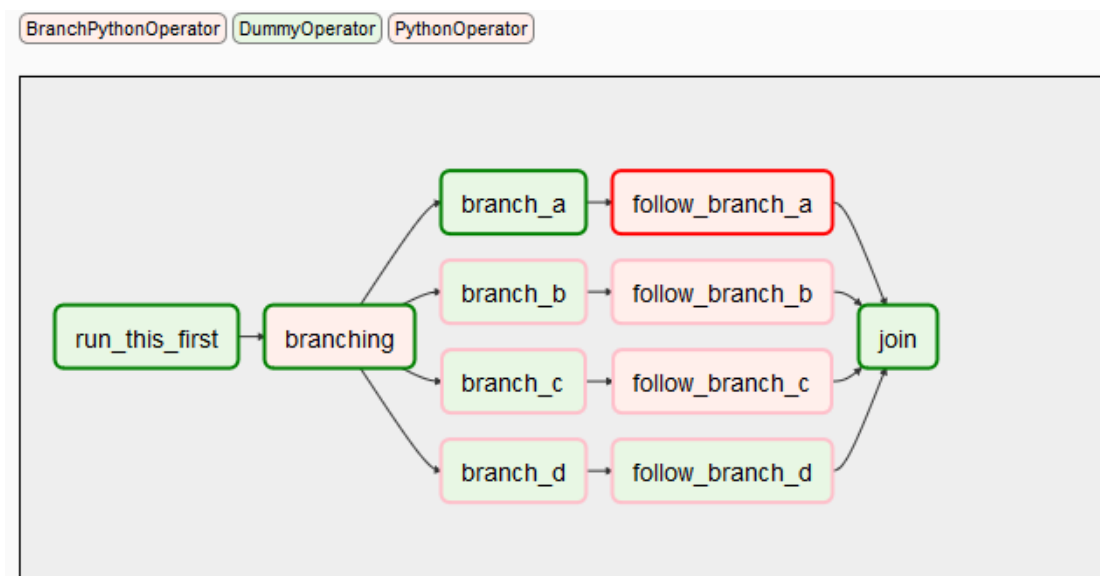 BranchPythonOperator DummyOperator PythonOperator
branch_a follow_branch_a
branch_b follow_branch_b
run_this_first branching join
branch_c follow_branch_c
branch_d follow_branch_d